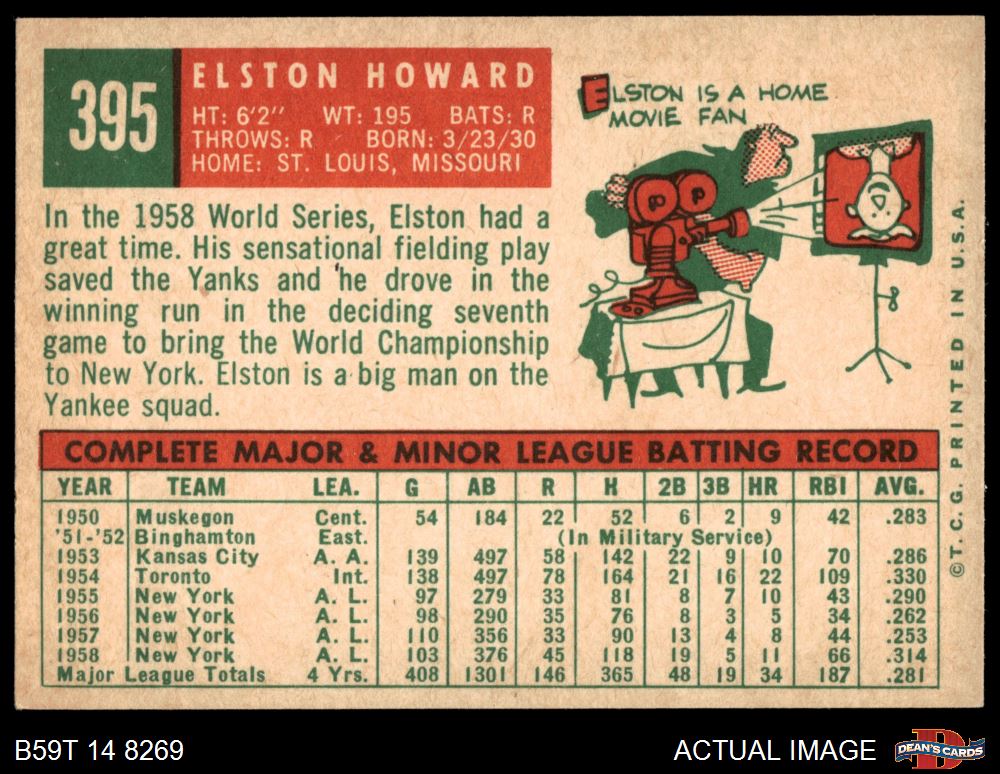 395
ELSTON HOWARD
HT: 6'2" WT: 195 BATS: R
THROWS: R BORN: 3/23/30
HOME: ST. LOUIS, MISSOURI
In the 1958 World Series, Elston had a
great time. His sensational fielding play
saved the Yanks and he drove in the
winning run in the deciding seventh
game to bring the World Championship
to New York. Elston is a big man on the
Yankee squad.
ELSTON IS A HOME
MOVIE FAN
P P
COMPLETE MAJOR & MINOR LEAGUE BATTING RECORD
YEAR TEAM LEA. G AB R H 2B 3B HR RBI AVG.
1950 Muskegon Cent. 54 184 22 52 6 2 9 42 .283
'51-'52 Binghamton East. (In Military Service)
1953 Kansas City A. A. 139 497 58 142 22 9 10 70 .286
1954 Toronto Int. 138 497 78 164 21 16 22 109 .330
1955 New York A. L. 97 279 33 81 8 7 10 43 .290
1956 New York A. L. 98 290 35 76 8 3 5 34 .262
1957 New York A. L. 110 356 33 90 13 4 8 44 .253
1958 New York A. L. 103 376 45 118 19 5 11 66 .314
Major League Totals 4 Yrs. 408 1301 146 365 48 19 34 187 .281
©T. C. G. PRINTED IN U.S.A.
B59T 14 8269
ACTUAL IMAGE
D
DEAN'S CARDS